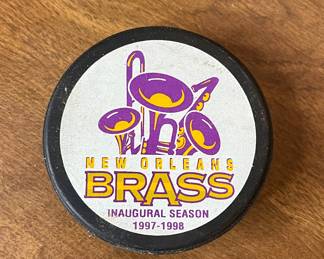 NEW ORLEANS
BRASS
INAUGURAL SEASON
1997-1998